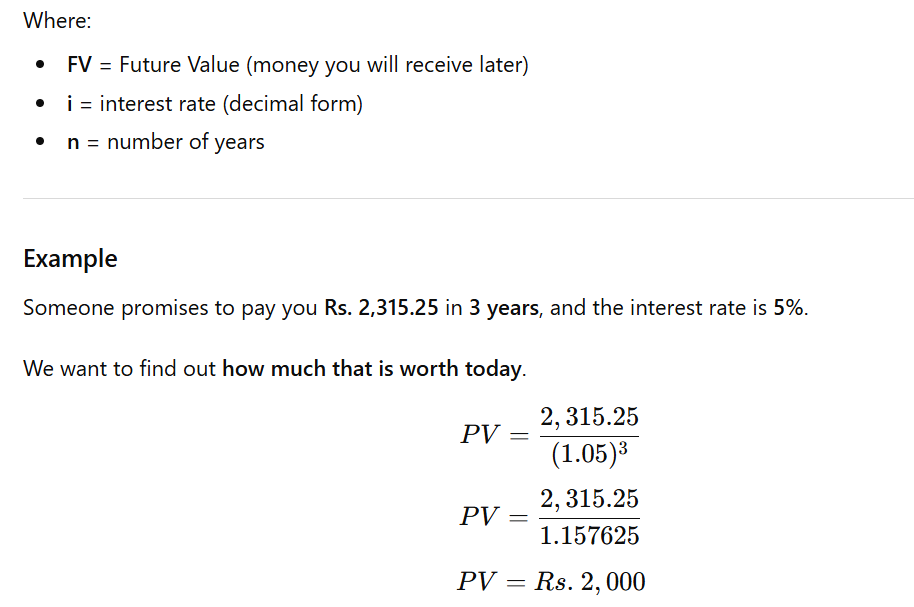 Where:
• FV = Future Value (money you will receive later)
• i = interest rate (decimal form)
• n = number of years
Example
Someone promises to pay you Rs. 2,315.25 in 3 years, and the interest rate is 5%.
We want to find out how much that is worth today.
PV = 2,315.25 / (1.05)³
PV = 2,315.25 / 1.157625
PV = Rs. 2,000